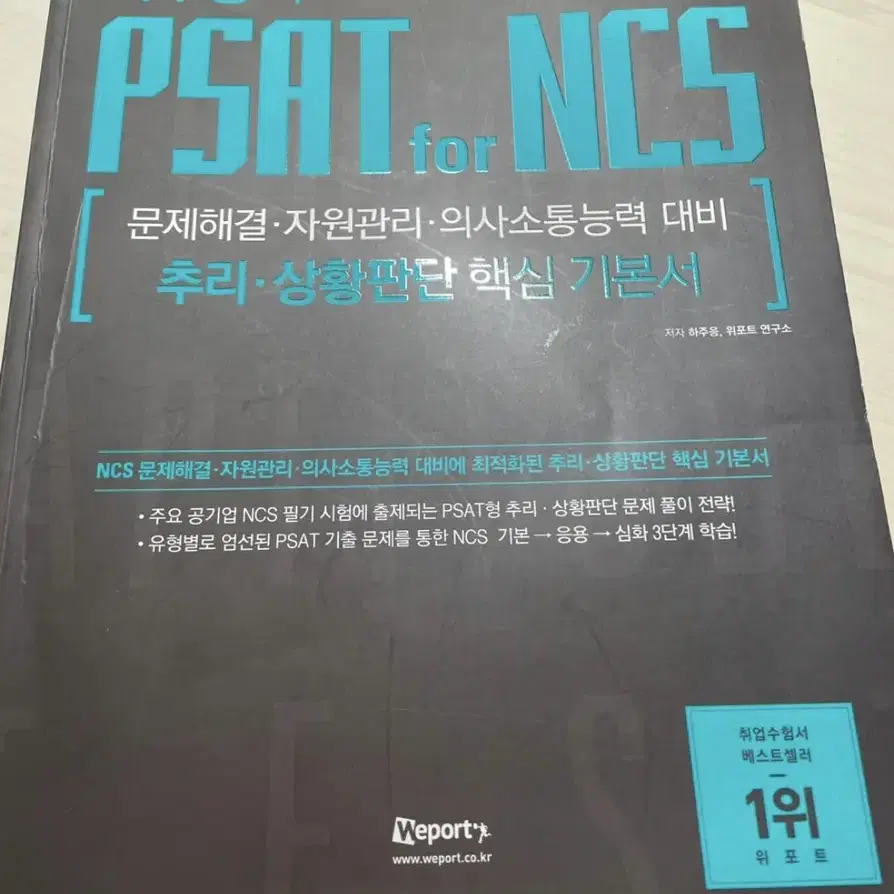 PSAT for NCS
문제해결·자원관리·의사소통능력 대비
추리·상황판단 핵심 기본서
저자 하주응, 위포트 연구소
NCS 문제해결·자원관리·의사소통능력 대비에 최적화된 추리·상황판단 핵심 기본서
• 주요 공기업 NCS 필기 시험에 출제되는 PSAT형 추리·상황판단 문제 풀이 전략!
• 유형별로 엄선된 PSAT 기출 문제를 통한 NCS 기본 → 응용 → 심화 3단계 학습!
취업수험서
베스트셀러
1위
위포트
Weport
www.weport.co.kr